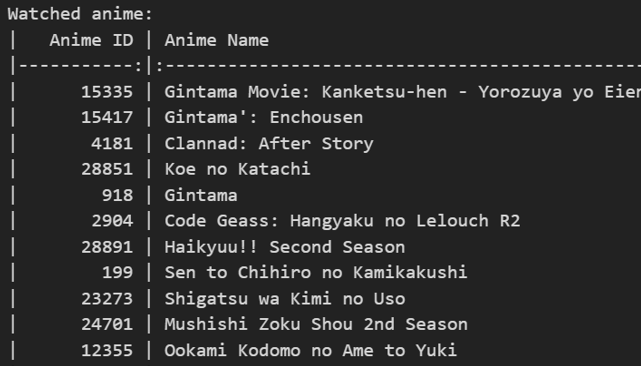 Watched anime:
|   Anime ID | Anime Name
|-----------:|:---------------------------------------------
|      15335 | Gintama Movie: Kanketsu-hen - Yorozuya yo Eien
|      15417 | Gintama': Enchousen
|       4181 | Clannad: After Story
|      28851 | Koe no Katachi
|        918 | Gintama
|       2904 | Code Geass: Hangyaku no Lelouch R2
|      28891 | Haikyuu!! Second Season
|        199 | Sen to Chihiro no Kamikakushi
|      23273 | Shigatsu wa Kimi no Uso
|      24701 | Mushishi Zoku Shou 2nd Season
|      12355 | Ookami Kodomo no Ame to Yuki